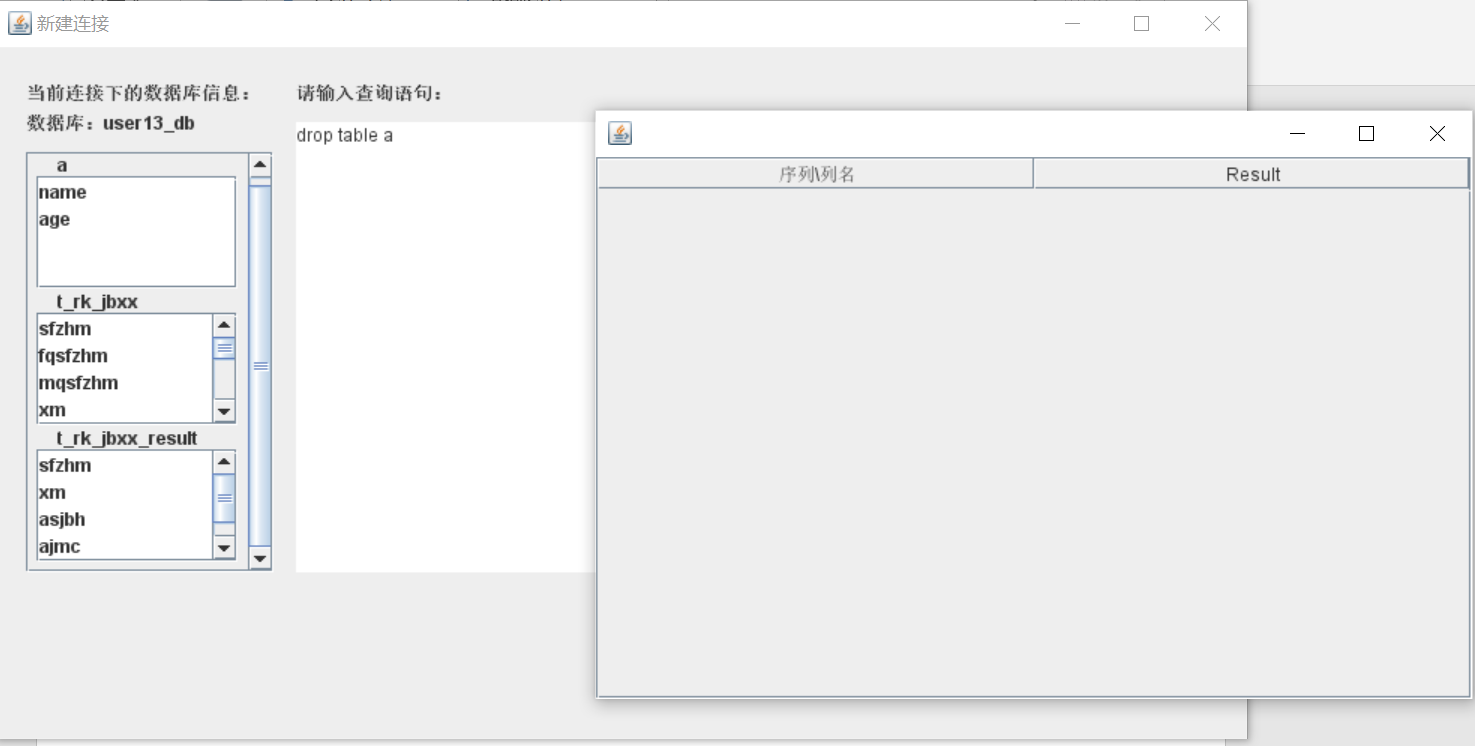 新建连接
当前连接下的数据库信息：
数据库：user13_db
a
name
age
t_rk_jbxx
sfzhm
fqsfzhm
mqsfzhm
xm
t_rk_jbxx_result
sfzhm
xm
asjbh
ajmc
请输入查询语句：
drop table a
序列\列名
Result